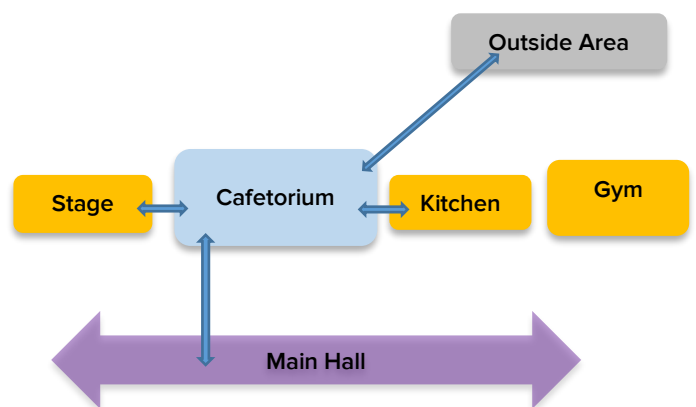 Outside Area
Stage
Cafetorium
Kitchen
Gym
Main Hall